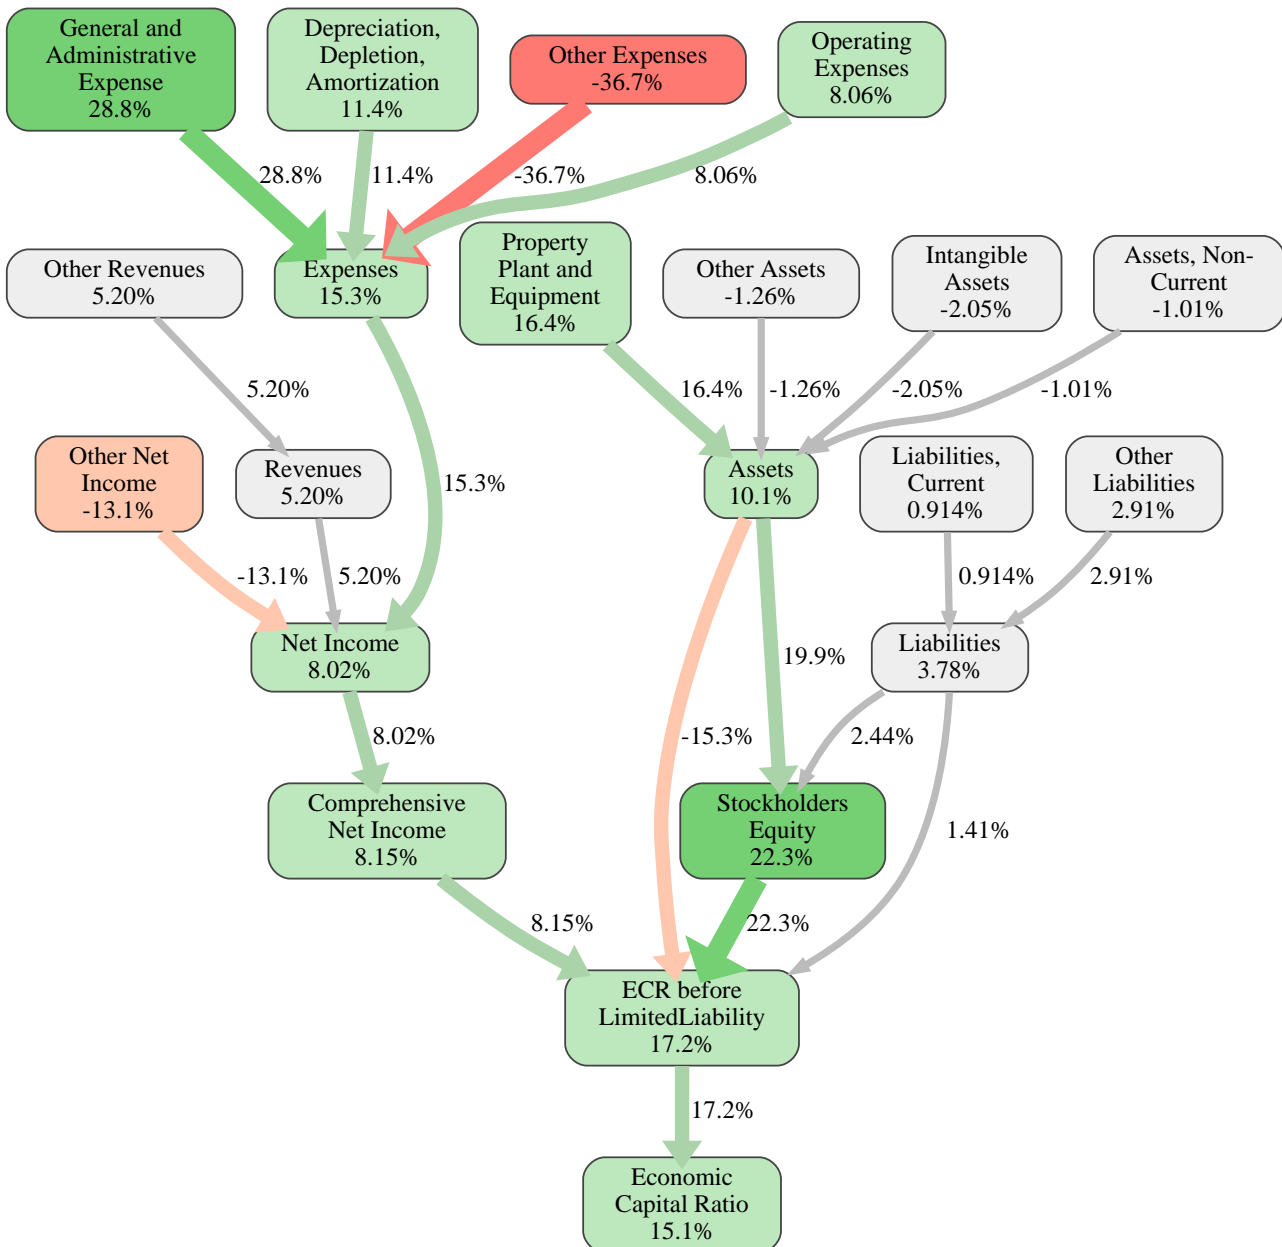 General and
Administrative
Expense
28.8%
Depreciation,
Depletion,
Amortization
11.4%
Other Expenses
-36.7%
Operating
Expenses
8.06%
28.8%
11.4%
-36.7%
8.06%
Other Revenues
5.20%
Expenses
15.3%
Property
Plant and
Equipment
16.4%
Other Assets
-1.26%
Intangible
Assets
-2.05%
Assets, Non-
Current
-1.01%
5.20%
16.4%
-1.26%
-2.05%
-1.01%
Other Net
Income
-13.1%
Revenues
5.20%
15.3%
Assets
10.1%
Liabilities,
Current
0.914%
Other
Liabilities
2.91%
-13.1%
5.20%
0.914%
2.91%
Net Income
8.02%
19.9%
Liabilities
3.78%
8.02%
-15.3%
2.44%
Comprehensive
Net Income
8.15%
Stockholders
Equity
22.3%
1.41%
8.15%
22.3%
ECR before
LimitedLiability
17.2%
17.2%
Economic
Capital Ratio
15.1%